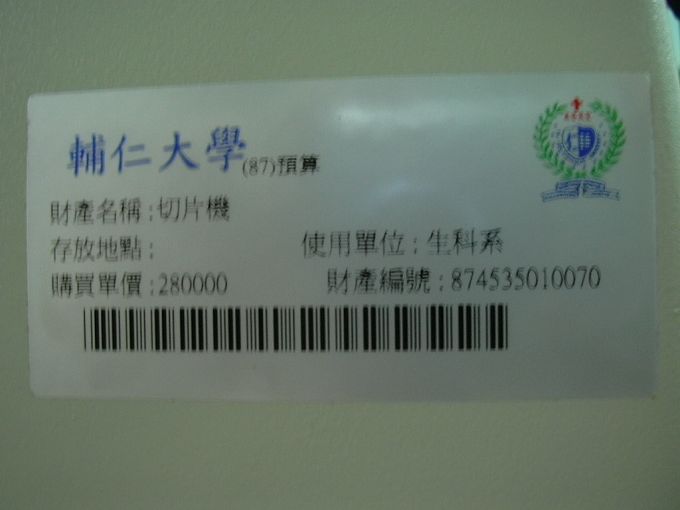 輔仁大學(87)預算
財產名稱:切片機
存放地點: 使用單位:生科系
購買單價:280000 財產編號:874535010070